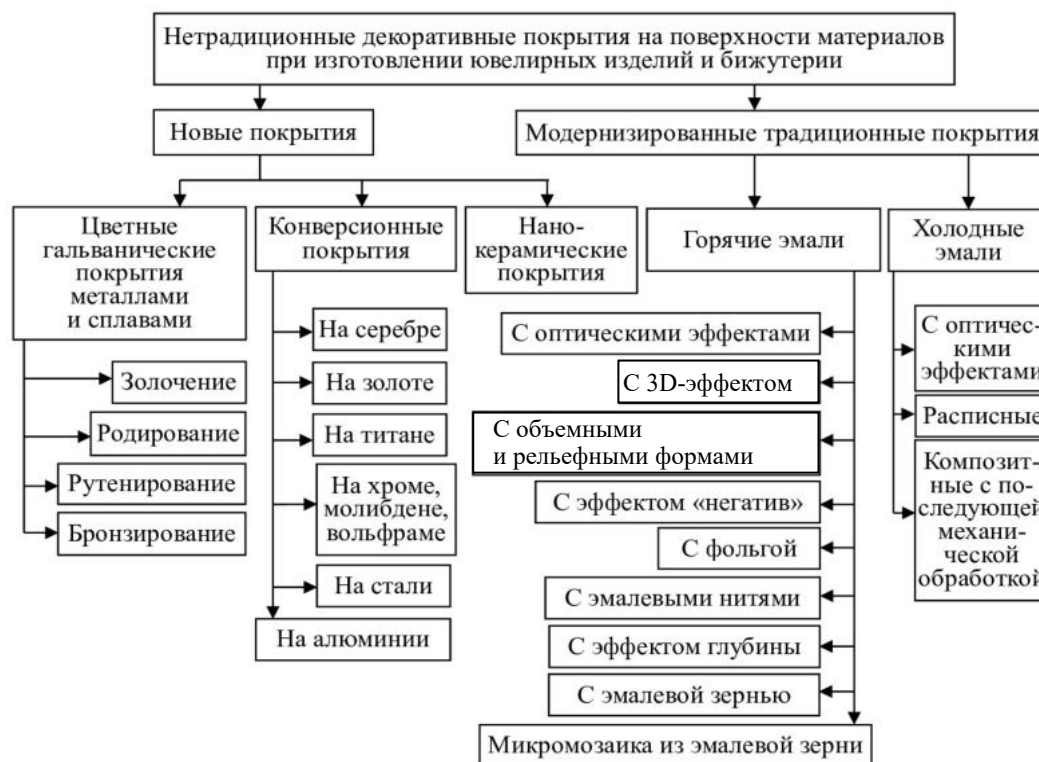 Нетрадиционные декоративные покрытия на поверхности материалов
при изготовлении ювелирных изделий и бижутерии
Новые покрытия
Модернизированные традиционные покрытия
Цветные
гальванические
покрытия
металлами
и сплавами
Конверсионные
покрытия
Нано-
керамические
покрытия
Горячие эмали
Холодные
эмали
Золочение
Родирование
Рутенирование
Бронзирование
На серебре
На золоте
На титане
На хроме,
молибдене,
вольфраме
На стали
На алюминии
С оптическими эффектами
С 3D-эффектом
С объемными
и рельефными формами
С эффектом «негатив»
С фольгой
С эмалевыми нитями
С эффектом глубины
С эмалевой зернью
Микромозаика из эмалевой зерни
С оптичес-
кими
эффектами
Расписные
Композит-
ные с по-
следующей
механи-
ческой
обработкой